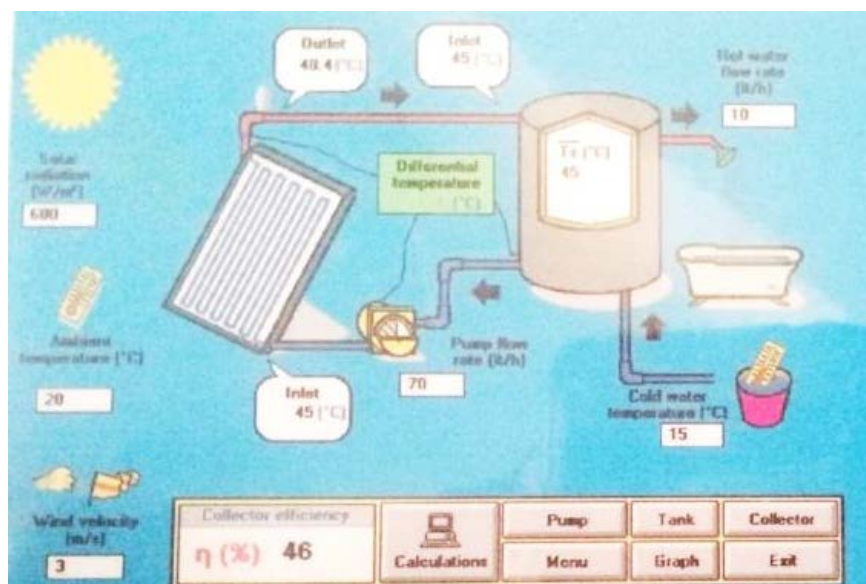 Outlet
48.4 (°C)
Inlet
45 (°C)
Hot water
flow rate
(lt/h)
10
Solar
radiation
(W/m²)
600
Differential
temperature
(°C)
Ts (°C)
45
Ambient
temperature (°C)
20
Pump flow
rate (lt/h)
70
Inlet
45 (°C)
Cold water
temperature (°C)
15
Wind velocity
(m/s)
3
Collector efficiency
η (%) 46
Calculations
Pump
Tank
Collector
Menu
Graph
Exit